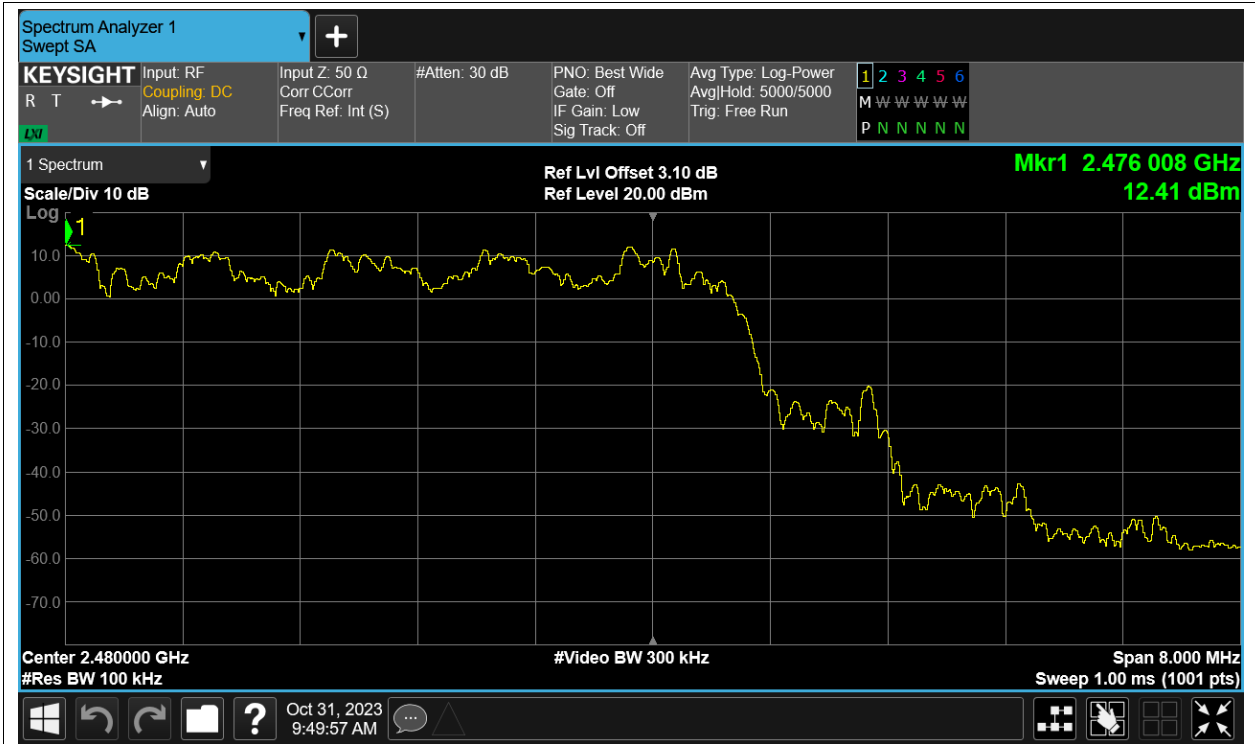 Spectrum Analyzer 1
Swept SA
KEYSIGHT
R T
LXI
Input: RF
Coupling: DC
Align: Auto
Input Z: 50 Ω
Corr CCorr
Freq Ref: Int (S)
#Atten: 30 dB
PNO: Best Wide
Gate: Off
IF Gain: Low
Sig Track: Off
Avg Type: Log-Power
Avg|Hold: 5000/5000
Trig: Free Run
1 2 3 4 5 6
M W W W W W
P N N N N N
1 Spectrum
Scale/Div 10 dB
Ref Lvl Offset 3.10 dB
Ref Level 20.00 dBm
Mkr1 2.476 008 GHz
12.41 dBm
Log
1
10.0
0.00
-10.0
-20.0
-30.0
-40.0
-50.0
-60.0
-70.0
Center 2.480000 GHz
#Video BW 300 kHz
Span 8.000 MHz
#Res BW 100 kHz
Sweep 1.00 ms (1001 pts)
?
Oct 31, 2023
9:49:57 AM